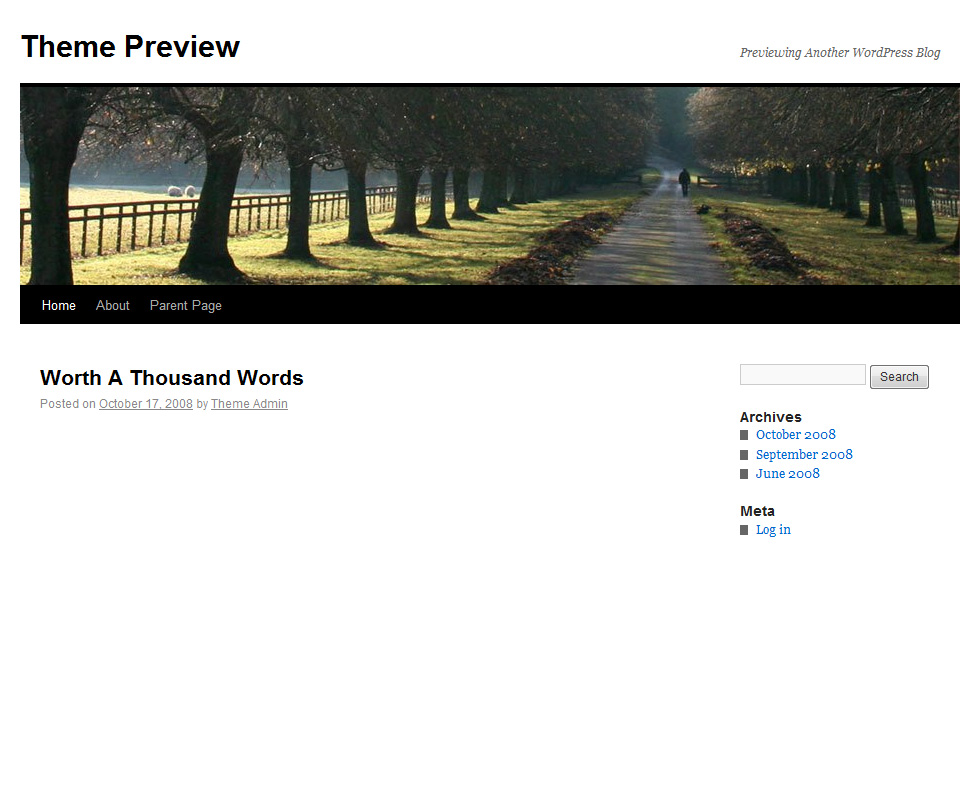 Theme Preview
Previewing Another WordPress Blog
Home About Parent Page
Worth A Thousand Words
Posted on October 17, 2008 by Theme Admin
Search
Archives
October 2008
September 2008
June 2008
Meta
Log in